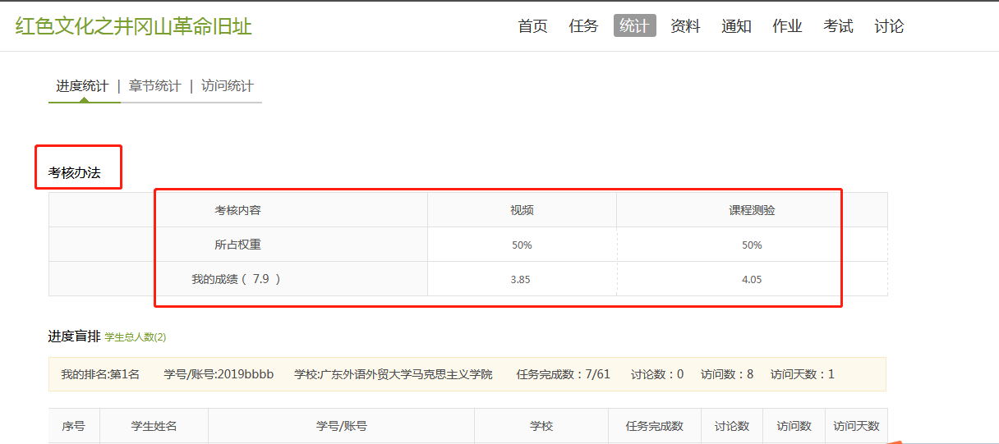 红色文化之井冈山革命旧址 首页 任务 统计 资料 通知 作业 考试 讨论
进度统计 | 章节统计 | 访问统计
考核办法
考核内容 视频 课程测验
所占权重 50% 50%
我的成绩（ 7.9 ） 3.85 4.05
进度盲排 学生总人数(2)
我的排名:第1名 学号/账号:2019bbbb 学校:广东外语外贸大学马克思主义学院 任务完成数：7/61 讨论数：0 访问数：8 访问天数：1
序号 学生姓名 学号/账号 学校 任务完成数 讨论数 访问数 访问天数